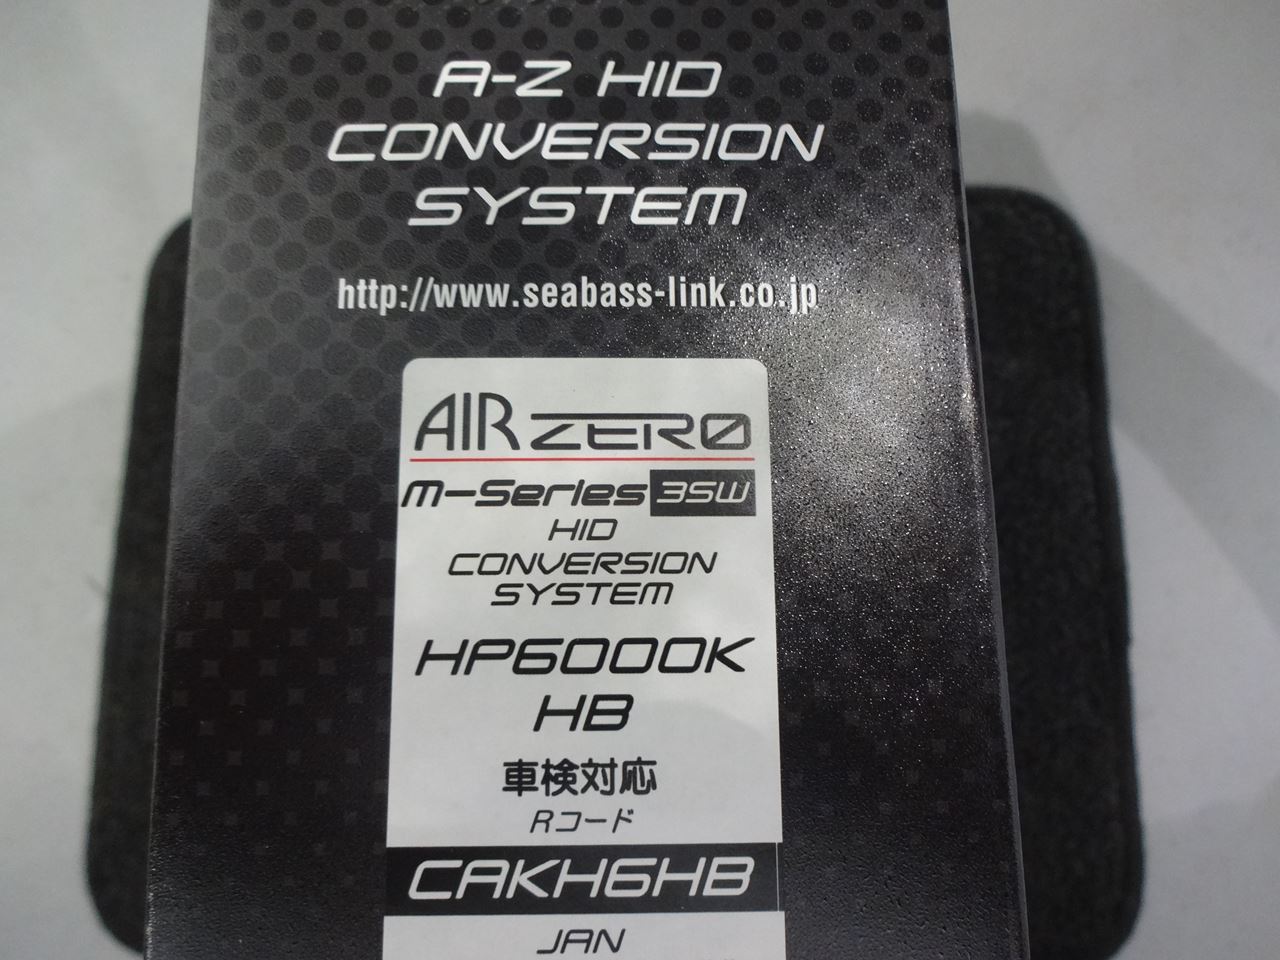 A-Z HID
CONVERSION
SYSTEM
http://www.seabass-link.co.jp
AIR ZERO
M-Series 35W
HID
CONVERSION
SYSTEM
HP6000K
HB
車検対応
Rコード
CAKH6HB
JAN